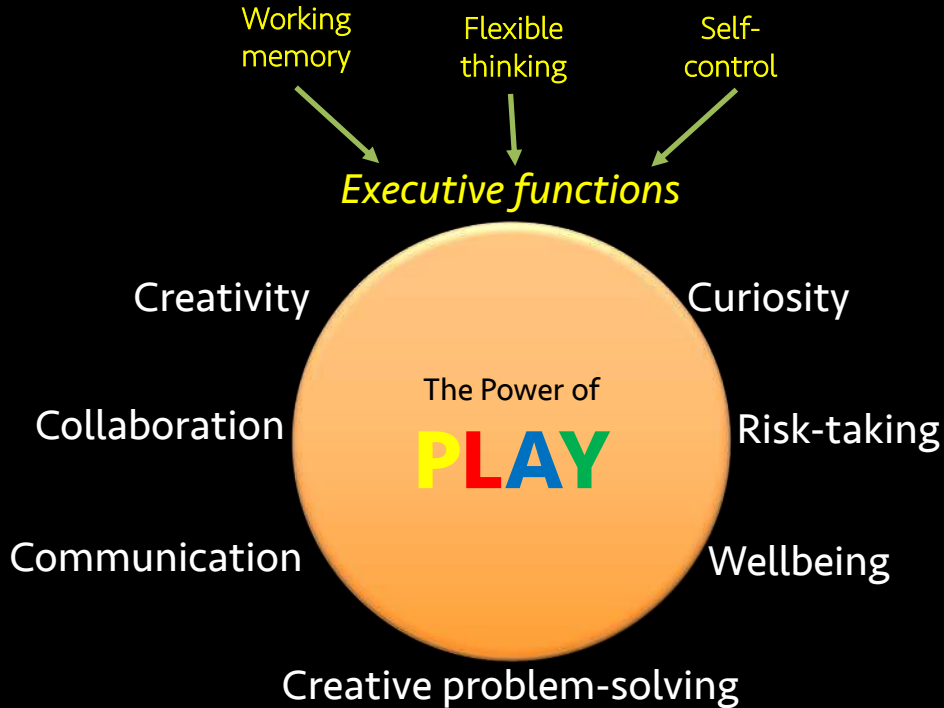 Working
memory
Flexible
thinking
Self-
control
Executive functions
Creativity
Curiosity
The Power of
PLAY
Collaboration
Risk-taking
Communication
Wellbeing
Creative problem-solving